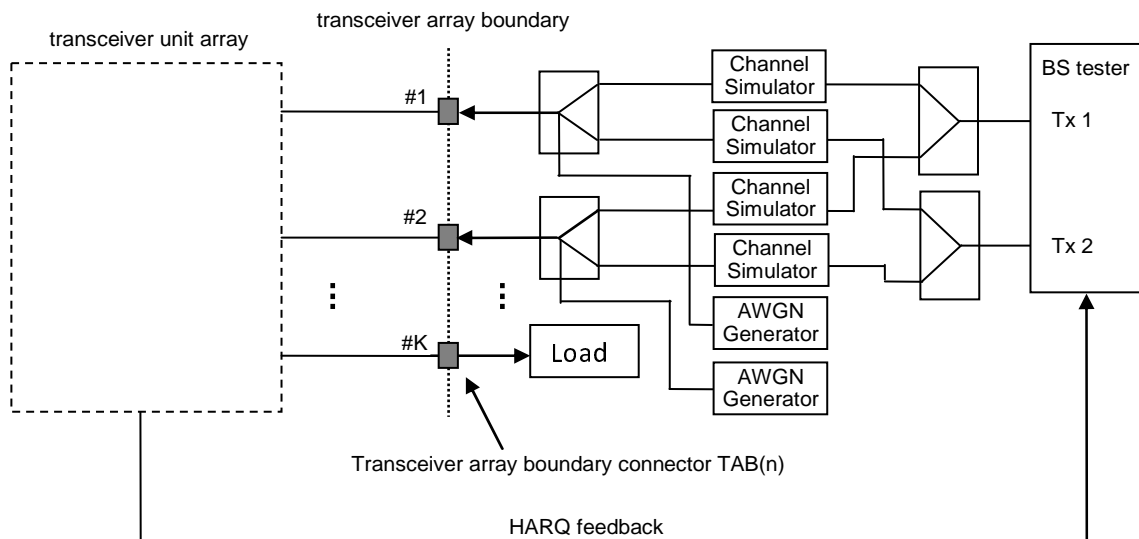 transceiver array boundary
transceiver unit array
Channel
Simulator
BS tester
#1
Channel
Simulator
Tx 1
Channel
Simulator
#2
Channel
Simulator
Tx 2
AWGN
Generator
#K
Load
AWGN
Generator
Transceiver array boundary connector TAB(n)
HARQ feedback